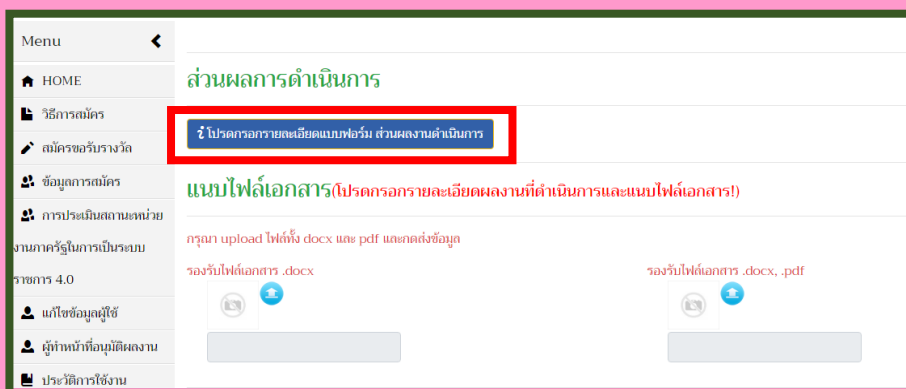 Menu
HOME
วิธีการสมัคร
สมัครขอรับรางวัล
ข้อมูลการสมัคร
การประเมินสถานะหน่วย
งานภาครัฐในการเป็นระบบ
ราชการ 4.0
แก้ไขข้อมูลผู้ใช้
ผู้ทำหน้าที่อนุมัติผลงาน
ประวัติการใช้งาน
ส่วนผลการดำเนินการ
โปรดกรอกรายละเอียดแบบฟอร์ม ส่วนผลงานดำเนินการ
แนบไฟล์เอกสาร(โปรดกรอกรายละเอียดผลงานที่ดำเนินการและแนบไฟล์เอกสาร!)
กรุณา upload ไฟล์ทั้ง docx และ pdf และกดส่งข้อมูล
รองรับไฟล์เอกสาร .docx
รองรับไฟล์เอกสาร .docx, .pdf